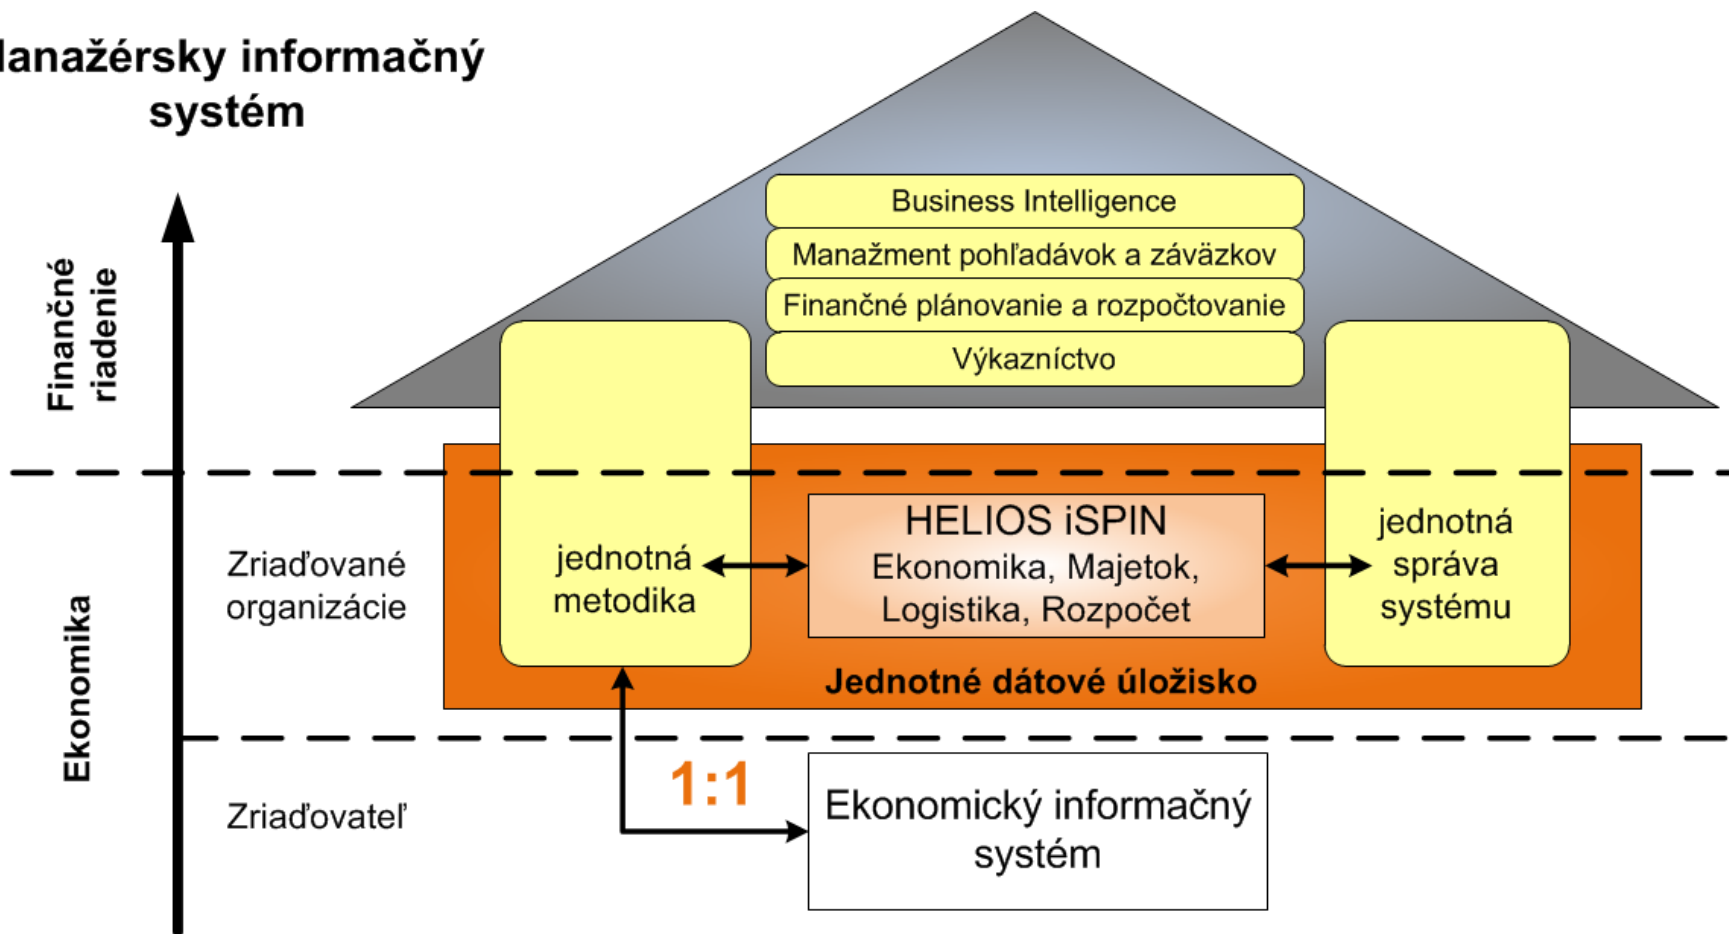 lanažérsky informačný
systém
Business Intelligence
Manažment pohľadávok a záväzkov
Finančné plánovanie a rozpočtovanie
Výkazníctvo
Finančné
riadenie
Ekonomika
Zriaďované
organizácie
jednotná
metodika
HELIOS iSPIN
Ekonomika, Majetok,
Logistika, Rozpočet
jednotná
správa
systému
Jednotné dátové úložisko
1:1
Zriaďovateľ
Ekonomický informačný
systém